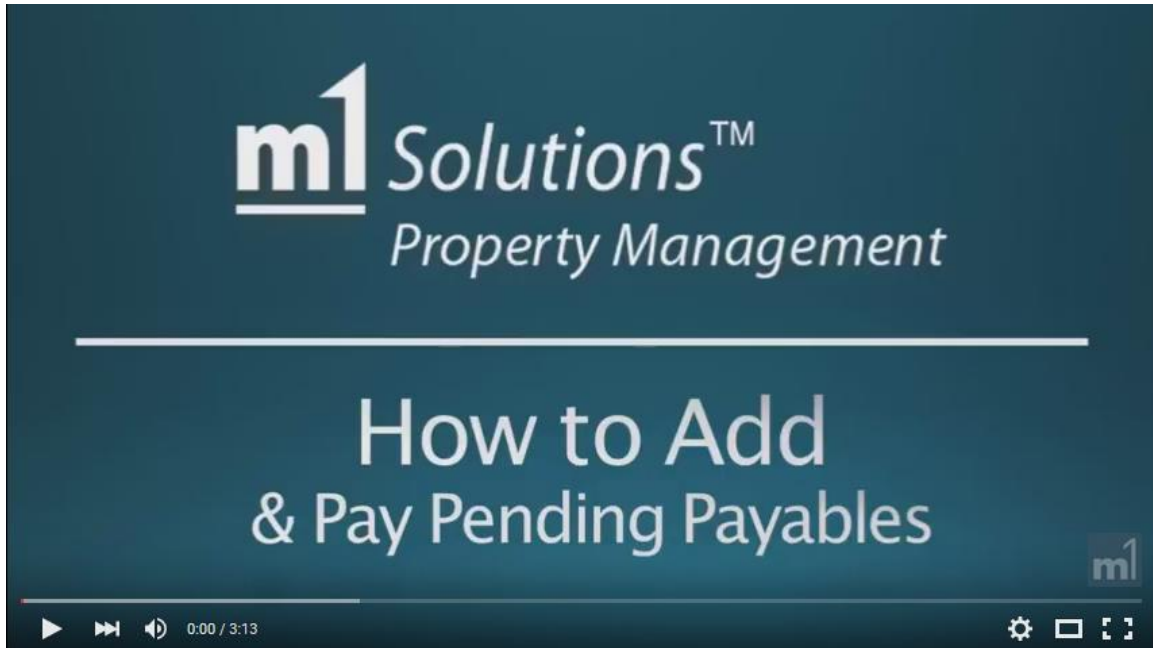 m1 Solutions™
Property Management
How to Add
& Pay Pending Payables
m1
0:00 / 3:13